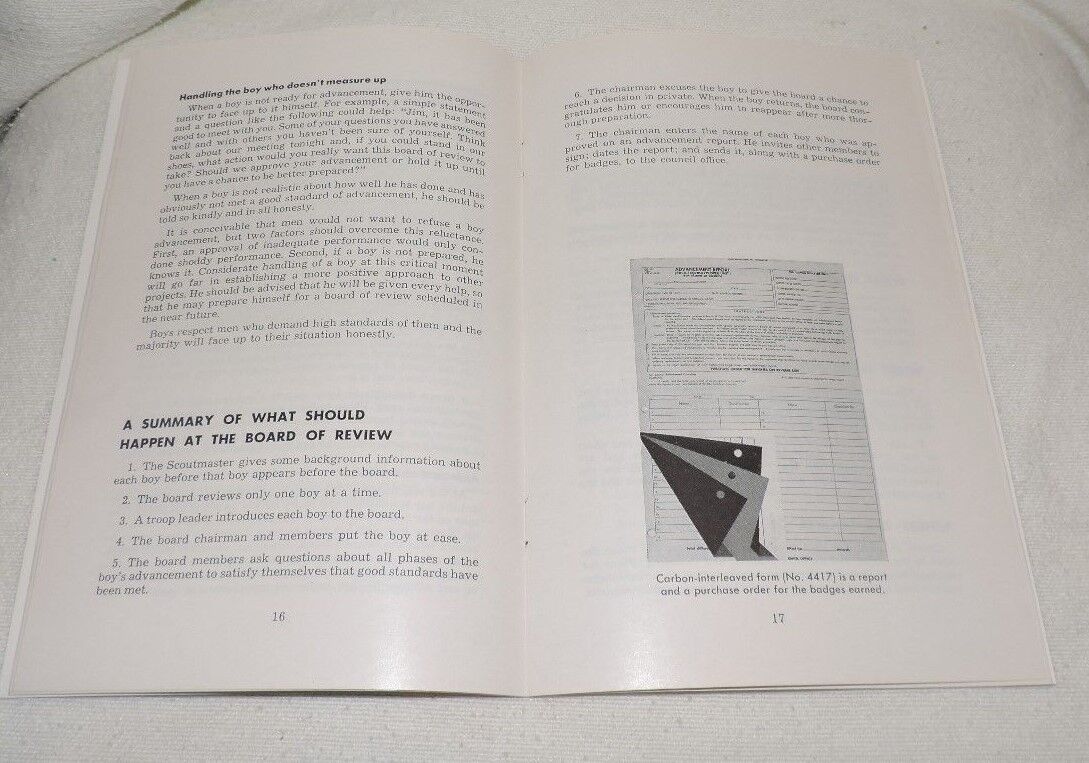 Handling the boy who doesn't measure up
When a boy is not ready for advancement, give him the oppor-
tunity to face up to it himself. For example, a simple statement
and a question like the following could help: "Jim, it has been
good to meet with you. Some of your questions you have answered
well and with others you haven't been sure of yourself. Think
back about our meeting tonight and, if you could stand in our
shoes, what action would you really want this board of review to
take? Should we approve your advancement or hold it up until
you have a chance to be better prepared?"
When a boy is not realistic about how well he has done and has
obviously not met a good standard of advancement, he should be
told so kindly and in all honesty.
It is conceivable that men would not want to refuse a boy
advancement, but two factors should overcome this reluctance.
First, an approval of inadequate performance would only con-
done shoddy performance. Second, if a boy is not prepared, he
knows it. Considerate handling of a boy at this critical moment
will go far in establishing a more positive approach to other
projects. He should be advised that he will be given every help, so
that he may prepare himself for a board of review scheduled in
the near future.
Boys respect men who demand high standards of them and the
majority will face up to their situation honestly.
A SUMMARY OF WHAT SHOULD
HAPPEN AT THE BOARD OF REVIEW
1. The Scoutmaster gives some background information about
each boy before that boy appears before the board.
2. The board reviews only one boy at a time.
3. A troop leader introduces each boy to the board.
4. The board chairman and members put the boy at ease.
5. The board members ask questions about all phases of the
boy's advancement to satisfy themselves that good standards have
been met.
16
6. The chairman excuses the boy to give the board a chance to
reach a decision in private. When the boy returns, the board con-
gratulates him or encourages him to reappear after more thor-
ough preparation.
7. The chairman enters the name of each boy who was ap-
proved on an advancement report. He invites other members to
sign; dates the report; and sends it, along with a purchase order
for badges, to the council office.
ADVANCEMENT REPORT
INSTRUCTIONS
Carbon-interleaved form (No. 4417) is a report
and a purchase order for the badges earned.
17